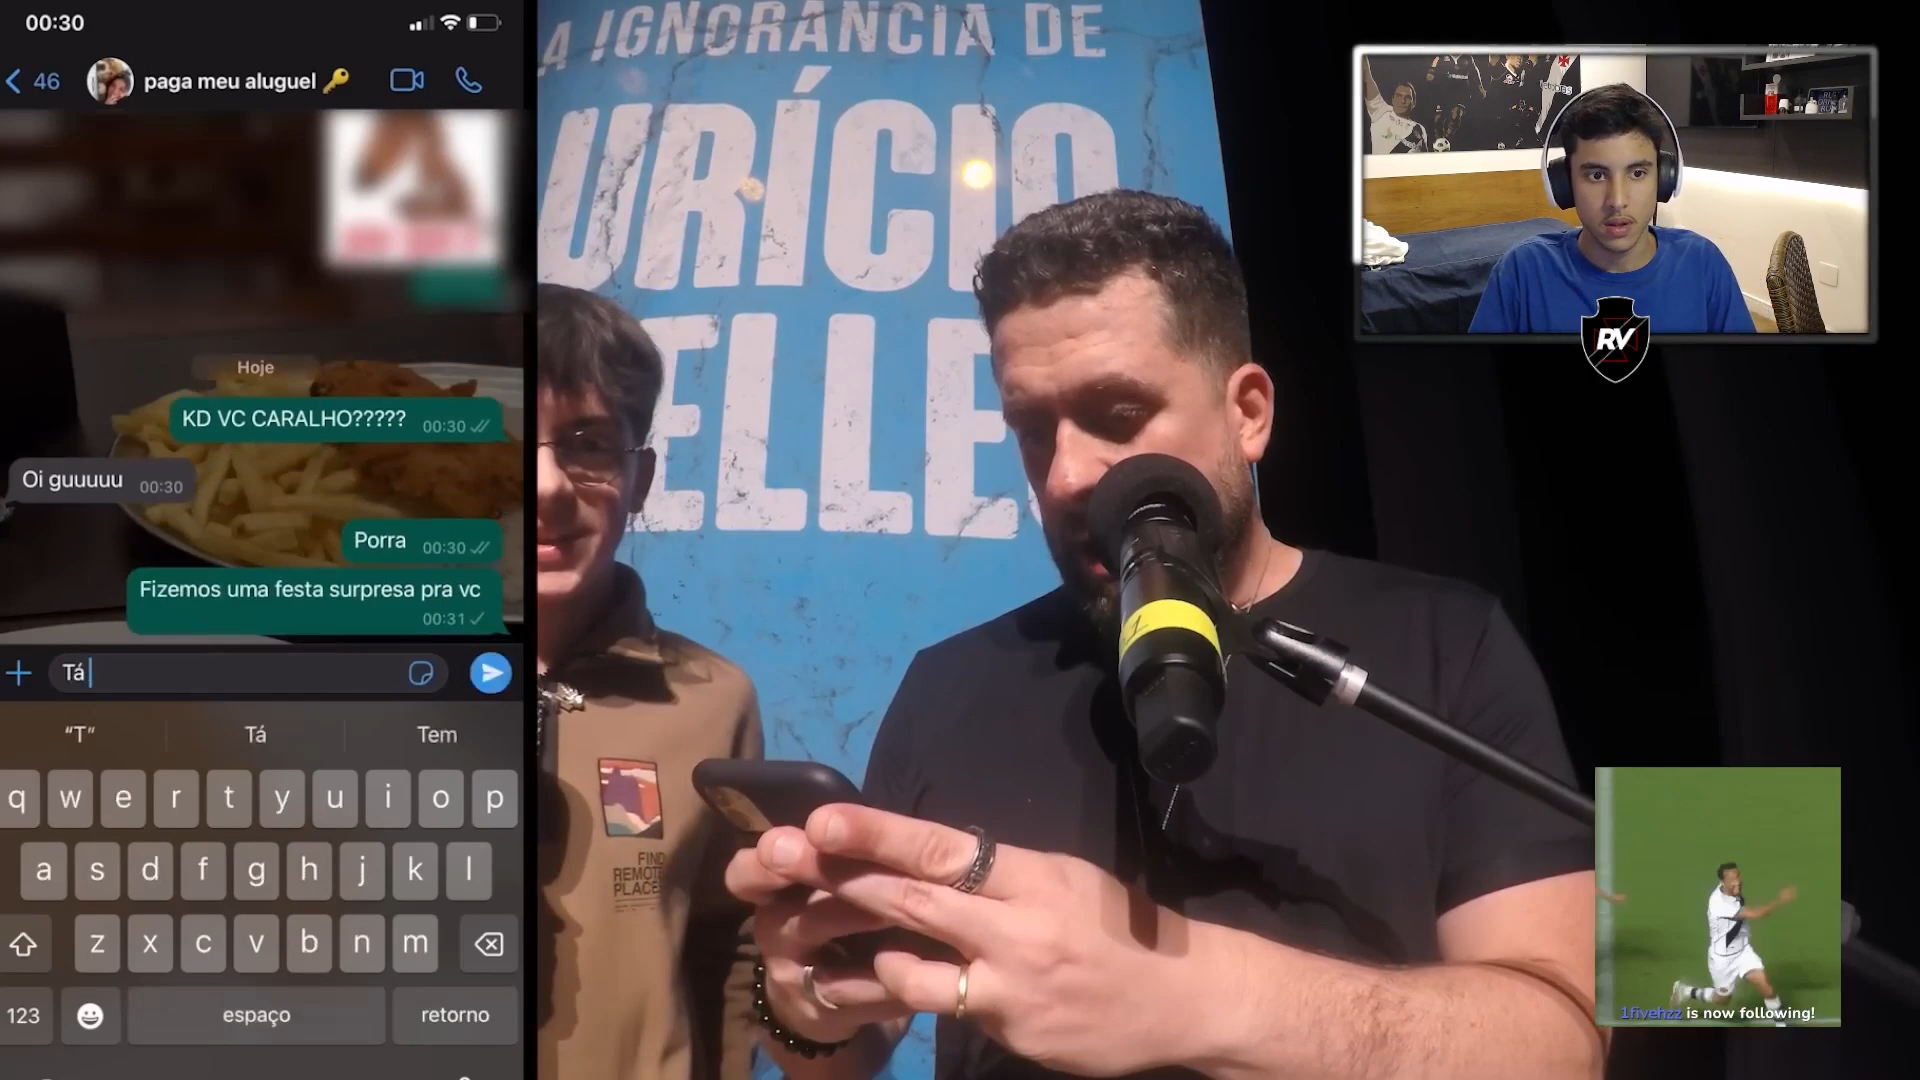 00:30
46
paga meu aluguel
Hoje
KD VC CARALHO?????
00:30
Oi guuuuu
00:30
Porra
00:30
Fizemos uma festa surpresa pra vc
00:31
Tá
“T” Tá Tem
q w e r t y u i o p
a s d f g h j k l
z x c v b n m
123 espaço retorno
A IGNORÂNCIA DE
URÍCIO
ELLE
FIND
REMOTE
PLACE
1
RV
1fivehzz is now following!